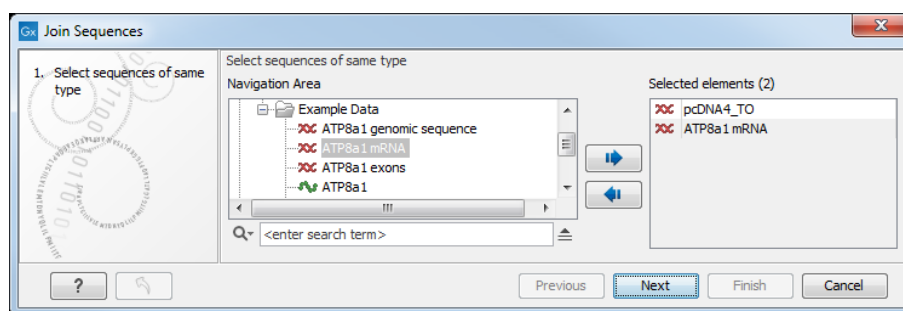 Gx Join Sequences
1. Select sequences of same
type
Select sequences of same type
Navigation Area
Example Data
ATP8a1 genomic sequence
ATP8a1 mRNA
ATP8a1 exons
ATP8a1
<enter search term>
Selected elements (2)
pcDNA4_TO
ATP8a1 mRNA
?
Previous
Next
Finish
Cancel